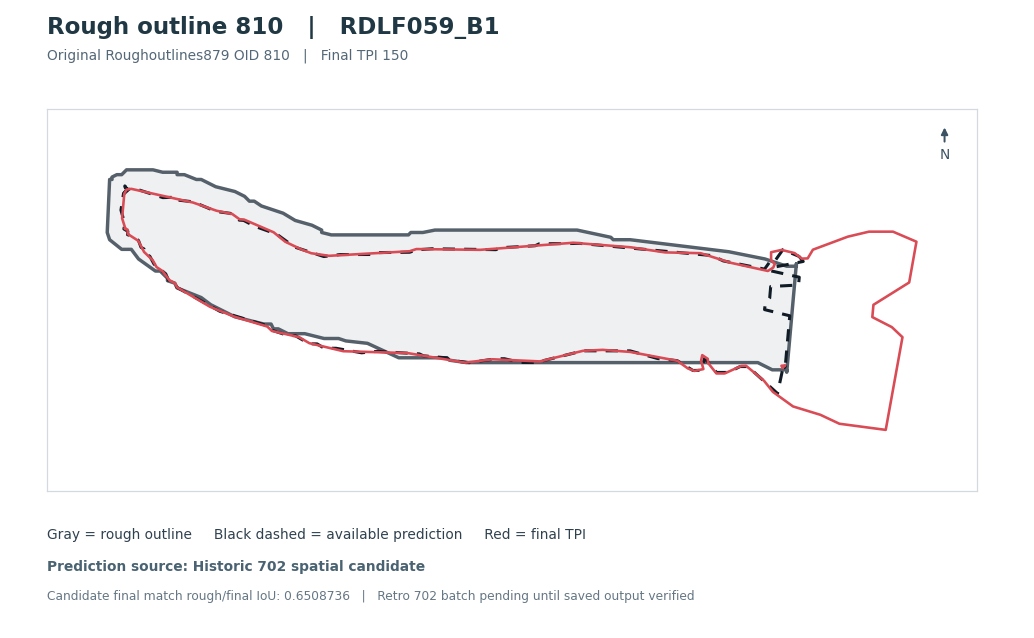 Rough outline 810   |   RDLF059_B1
Original Roughoutlines879 OID 810   |   Final TPI 150
N
Gray = rough outline     Black dashed = available prediction     Red = final TPI
Prediction source: Historic 702 spatial candidate
Candidate final match rough/final IoU: 0.6508736   |   Retro 702 batch pending until saved output verified